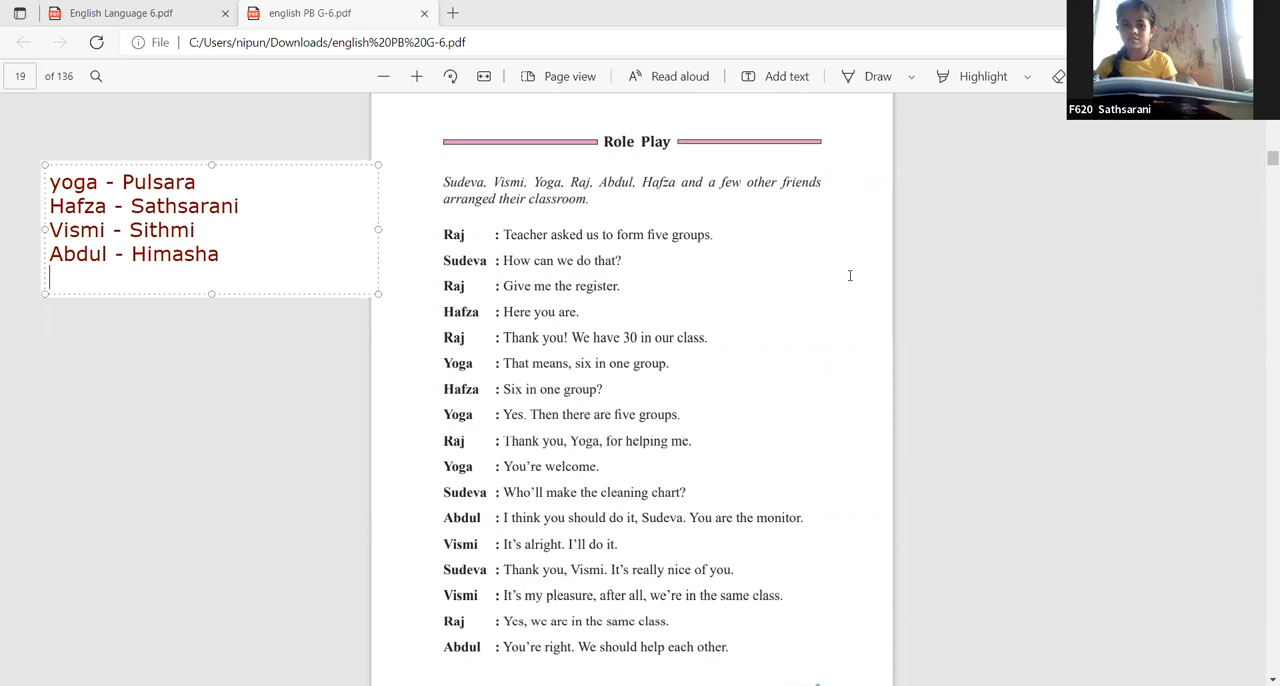 English Language 6.pdf
english PB G-6.pdf
File
C:/Users/nipun/Downloads/english%20PB%20G-6.pdf
19 of 136
Page view
Read aloud
Add text
Draw
Highlight
F620 Sathsarani
yoga - Pulsara
Hafza - Sathsarani
Vismi - Sithmi
Abdul - Himasha
Role Play
Sudeva, Vismi, Yoga, Raj, Abdul, Hafza and a few other friends
arranged their classroom.
Raj : Teacher asked us to form five groups.
Sudeva : How can we do that?
Raj : Give me the register.
Hafza : Here you are.
Raj : Thank you! We have 30 in our class.
Yoga : That means, six in one group.
Hafza : Six in one group?
Yoga : Yes. Then there are five groups.
Raj : Thank you, Yoga, for helping me.
Yoga : You're welcome.
Sudeva : Who'll make the cleaning chart?
Abdul : I think you should do it, Sudeva. You are the monitor.
Vismi : It's alright. I'll do it.
Sudeva : Thank you, Vismi. It's really nice of you.
Vismi : It's my pleasure, after all, we're in the same class.
Raj : Yes, we are in the same class.
Abdul : You're right. We should help each other.